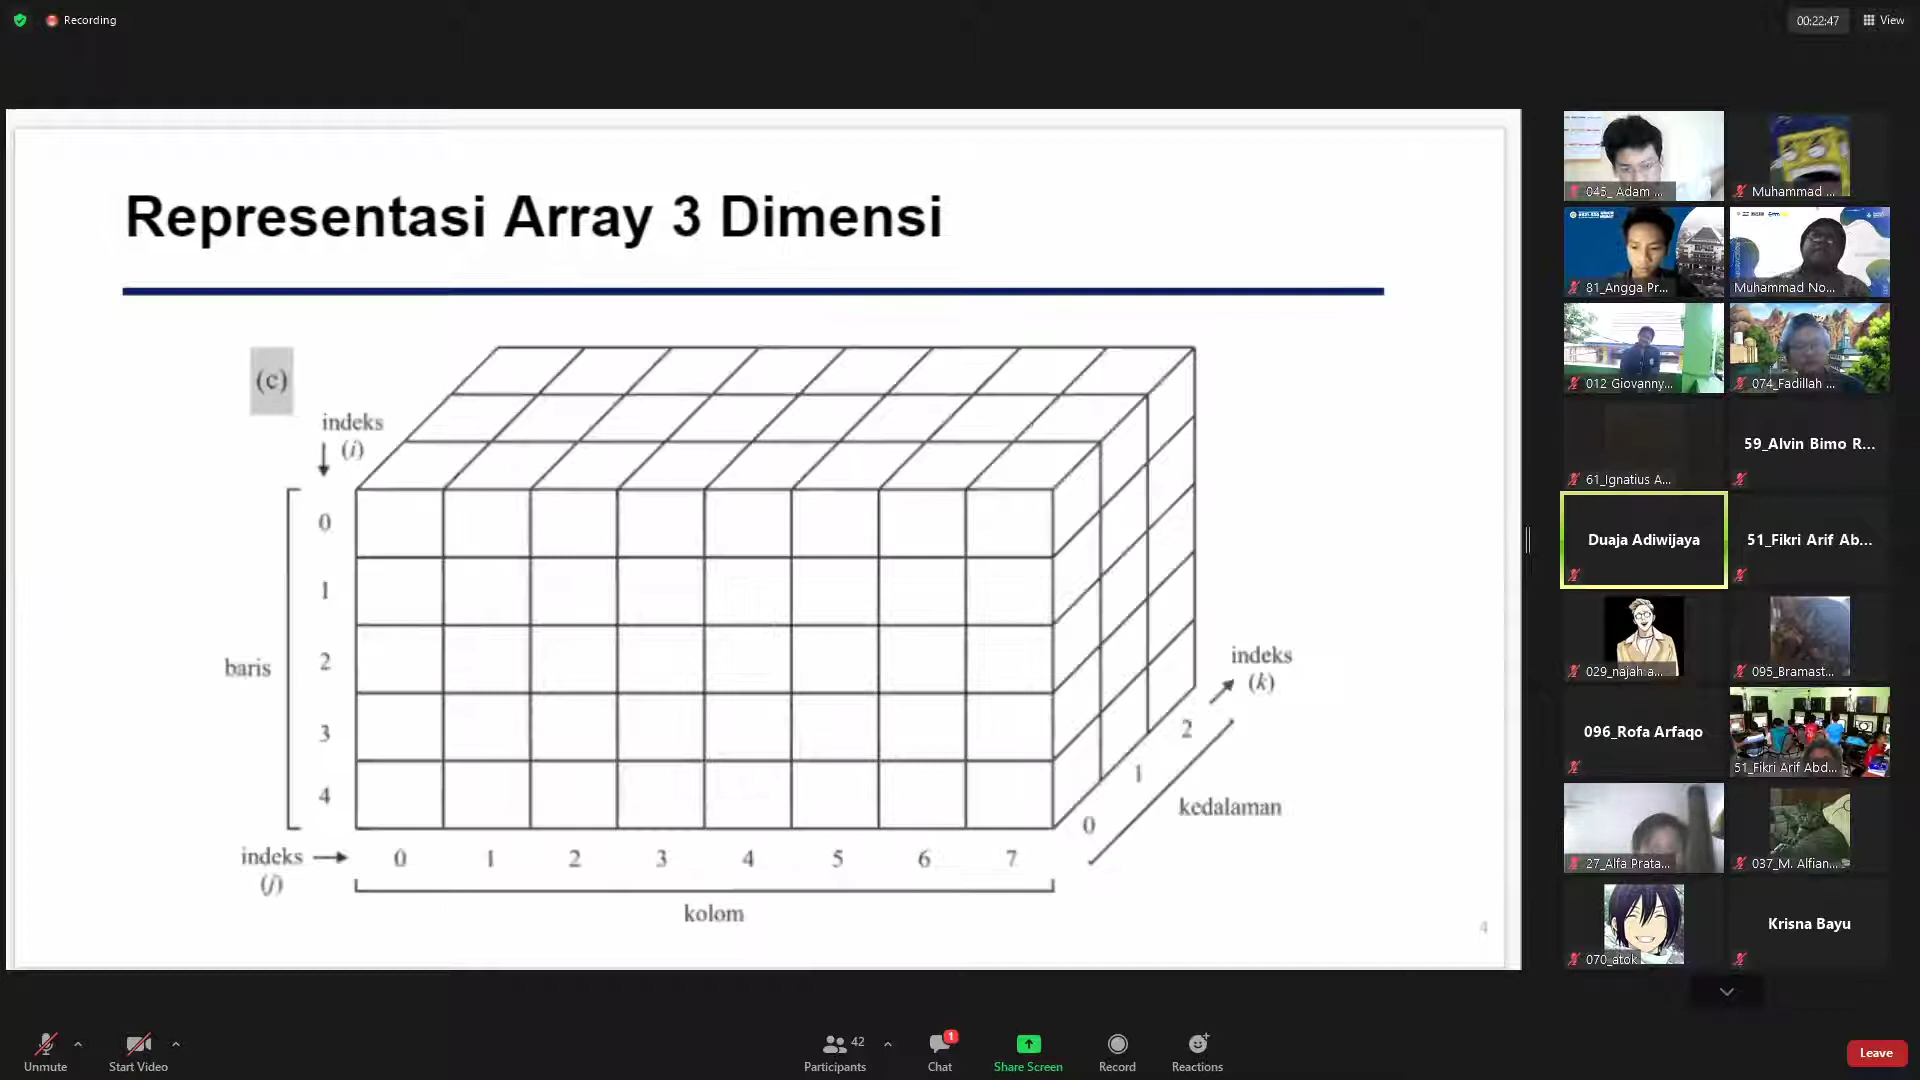 Recording
00:22:47
View
Representasi Array 3 Dimensi
(c)
indeks
(i)
0
1
2
3
4
baris
indeks
(j)
0 1 2 3 4 5 6 7
kolom
0
1
2
indeks
(k)
kedalaman
4
045_ Adam ...
Muhammad ...
81_Angga Pr...
Muhammad No...
012 Giovanny...
074_Fadillah ...
61_Ignatius A...
59_Alvin Bimo R...
Duaja Adiwijaya
51_Fikri Arif Ab...
029_najah a...
095_Bramast...
096_Rofa Arfaqo
51_Fikri Arif Abd...
27_Alfa Prata...
037_M. Alfian...
070_atok
Krisna Bayu
Unmute
Start Video
42
Participants
1
Chat
Share Screen
Record
Reactions
Leave